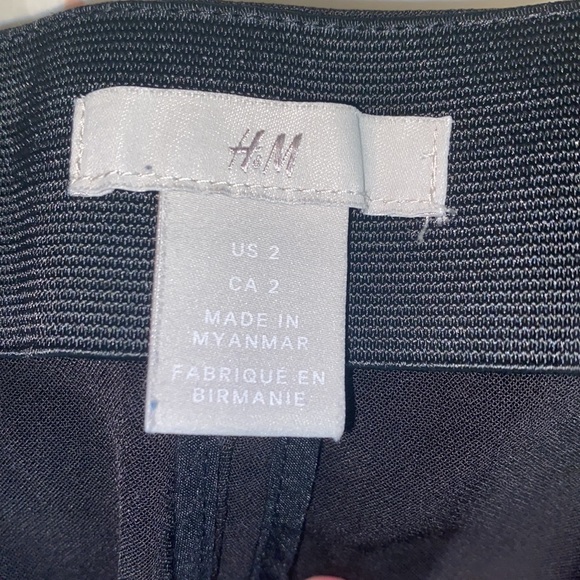 H&M
US 2
CA 2
MADE IN
MYANMAR
FABRIQUÉ EN
BIRMANIE